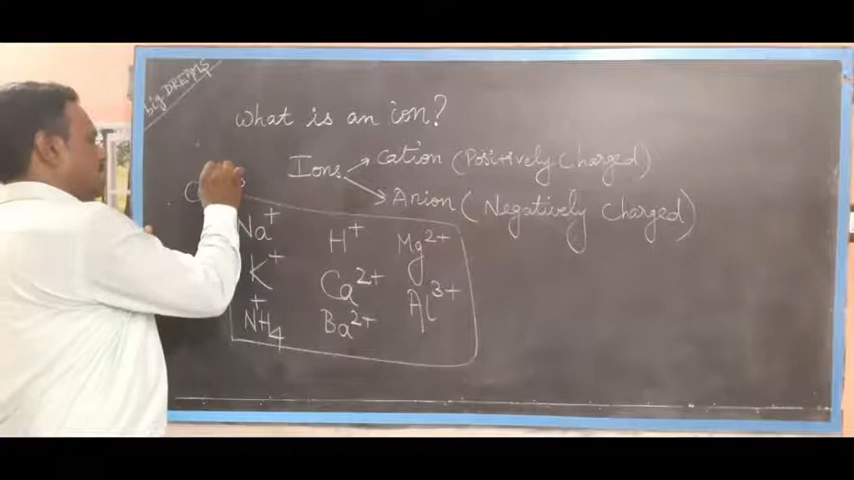 big DREAMS
What is an ion?
Ions
Cation (Positively Charged)
Anion (Negatively Charged)
Na⁺ H⁺ Mg²⁺
K⁺ Ca²⁺ Al³⁺
NH₄⁺ Ba²⁺